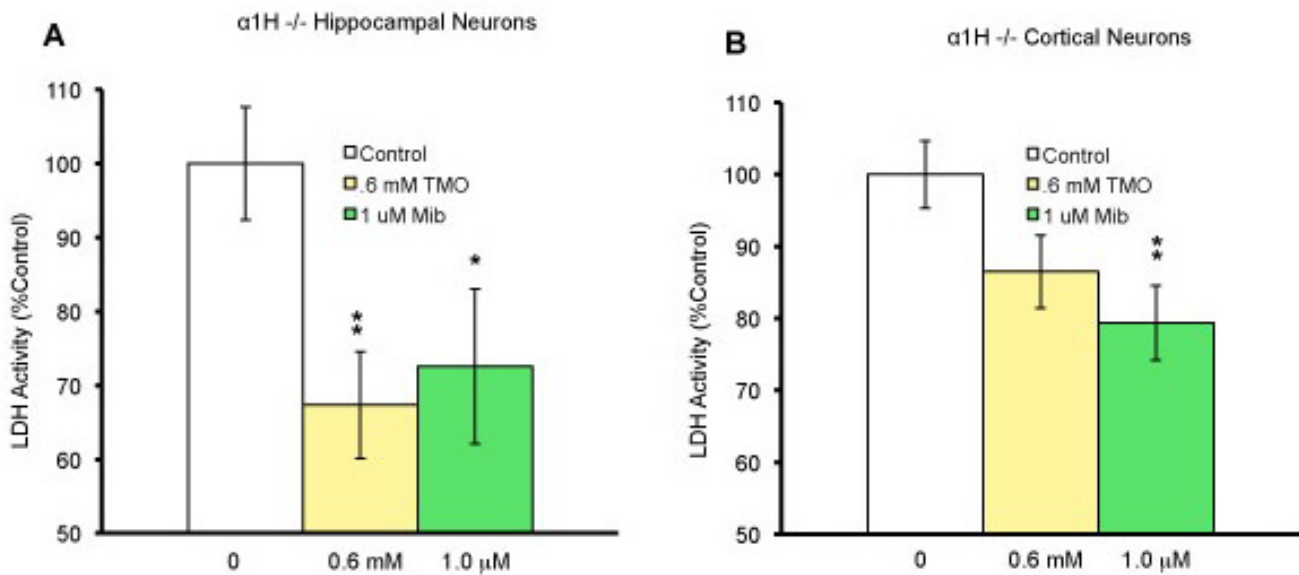 A
α1H -/- Hippocampal Neurons
LDH Activity (%Control)
110
100
90
80
70
60
50
Control
.6 mM TMO
1 uM Mib
**
*
0
0.6 mM
1.0 μM
B
α1H -/- Cortical Neurons
LDH Activity (%Control)
110
100
90
80
70
60
50
Control
.6 mM TMO
1 uM Mib
**
0
0.6 mM
1.0 μM